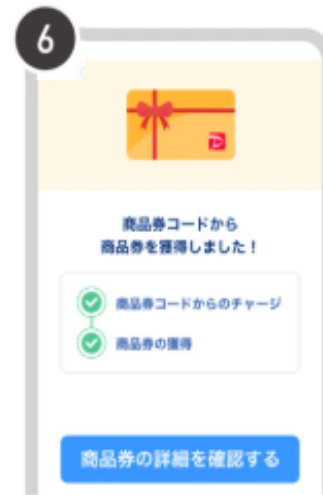 6
商品券コードから
商品券を獲得しました！
商品券コードからのチャージ
商品券の獲得
商品券の詳細を確認する